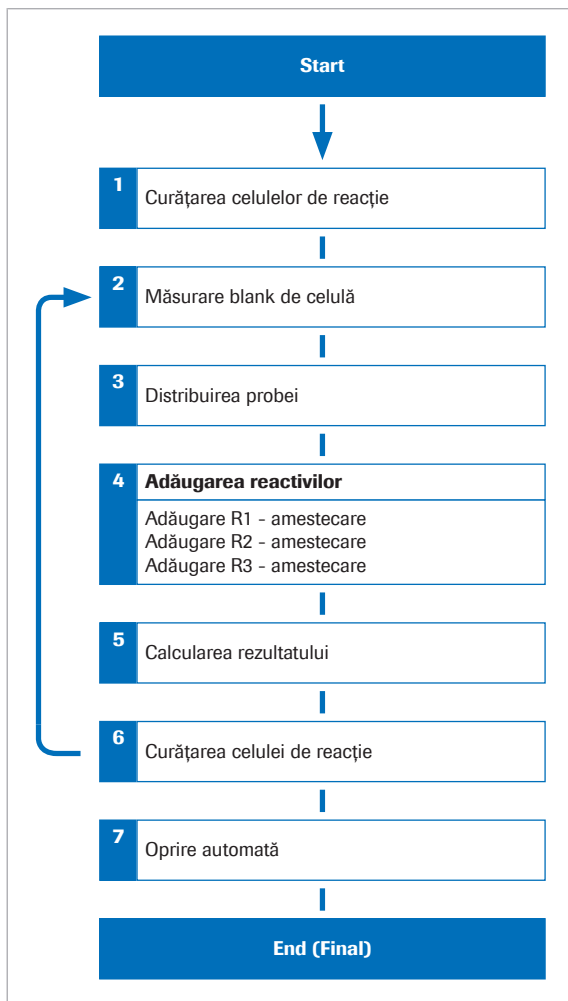 Start
1
Curățarea celulelor de reacție
2
Măsurare blank de celulă
3
Distribuirea probei
4
Adăugarea reactivilor
Adăugare R1 - amestecare
Adăugare R2 - amestecare
Adăugare R3 - amestecare
5
Calcularea rezultatului
6
Curățarea celulei de reacție
7
Oprire automată
End (Final)